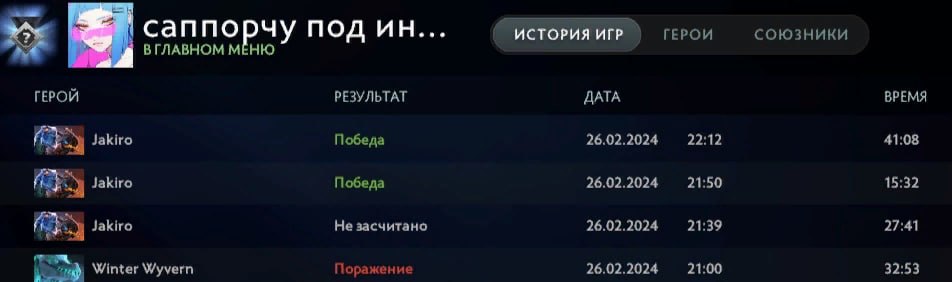 саппорчу под ин...
В ГЛАВНОМ МЕНЮ
ИСТОРИЯ ИГР ГЕРОИ СОЮЗНИКИ
ГЕРОЙ РЕЗУЛЬТАТ ДАТА ВРЕМЯ
Jakiro Победа 26.02.2024 22:12 41:08
Jakiro Победа 26.02.2024 21:50 15:32
Jakiro Не засчитано 26.02.2024 21:39 27:41
Winter Wyvern Поражение 26.02.2024 21:00 32:53